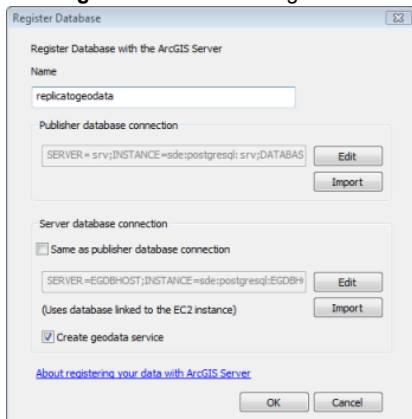 Register Database
Register Database with the ArcGIS Server
Name
replicatogeodata
Publisher database connection
SERVER= srv;INSTANCE=sde:postgresql: srv;DATABAS
Edit
Import
Server database connection
Same as publisher database connection
SERVER=EGDBHOST;INSTANCE=sde:postgresql:EGDBH
Edit
(Uses database linked to the EC2 instance)
Import
Create geodata service
About registering your data with ArcGIS Server
OK Cancel